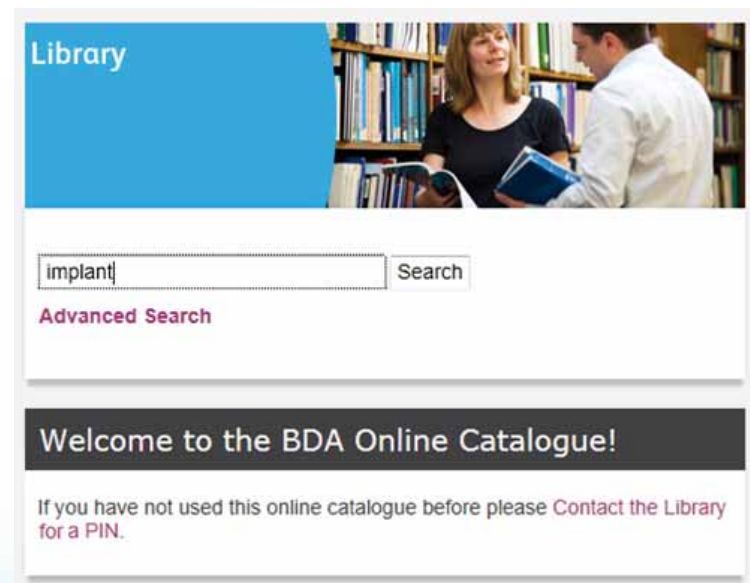 Library
implant
Search
Advanced Search
Welcome to the BDA Online Catalogue!
If you have not used this online catalogue before please Contact the Library
for a PIN.